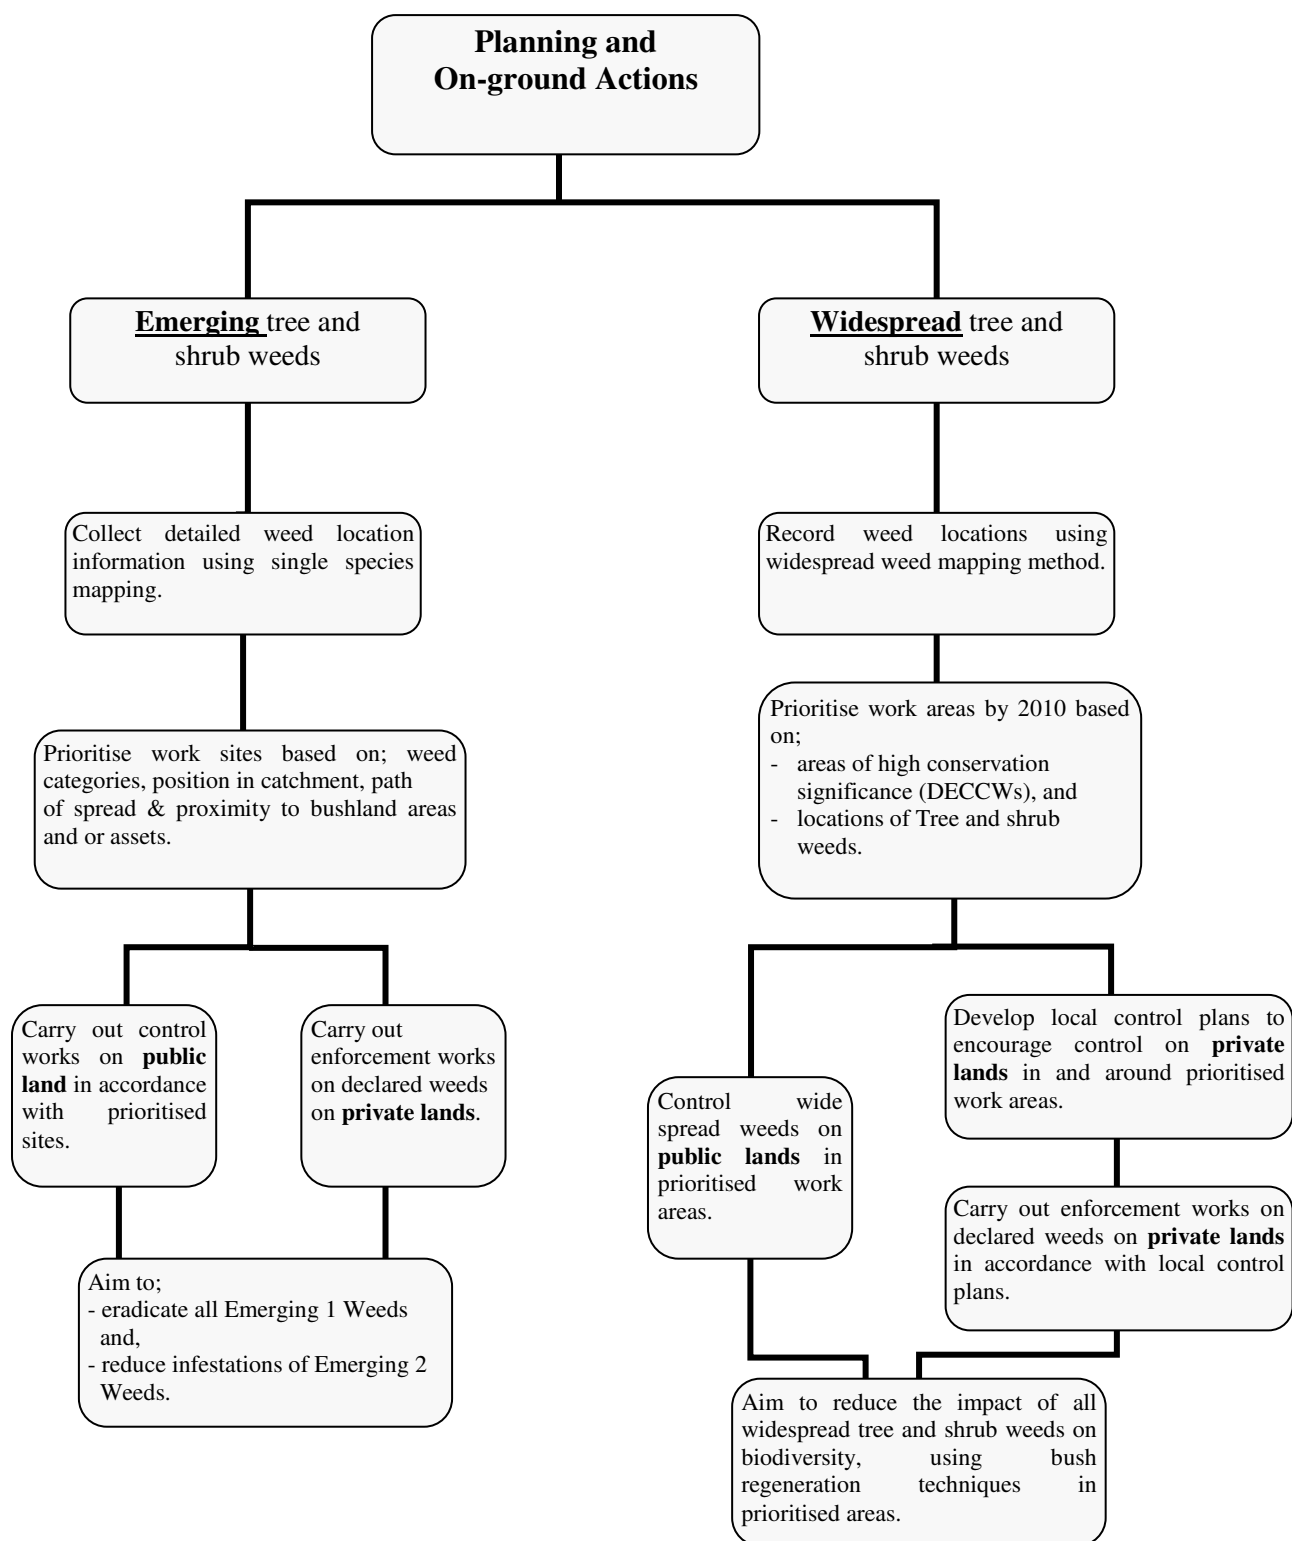 Planning and
On-ground Actions
Emerging tree and
shrub weeds
Widespread tree and
shrub weeds
Collect detailed weed location
information using single species
mapping.
Record weed locations using
widespread weed mapping method.
Prioritise work sites based on; weed
categories, position in catchment, path
of spread & proximity to bushland areas
and or assets.
Prioritise work areas by 2010 based
on;
- areas of high conservation
significance (DECCWs), and
- locations of Tree and shrub
weeds.
Carry out control
works on public
land in accordance
with prioritised
sites.
Carry out
enforcement works
on declared weeds
on private lands.
Control wide
spread weeds on
public lands in
prioritised work
areas.
Develop local control plans to
encourage control on private
lands in and around prioritised
work areas.
Carry out enforcement works on
declared weeds on private lands
in accordance with local control
plans.
Aim to;
- eradicate all Emerging 1 Weeds
and,
- reduce infestations of Emerging 2
Weeds.
Aim to reduce the impact of all
widespread tree and shrub weeds on
biodiversity, using bush
regeneration techniques in
prioritised areas.